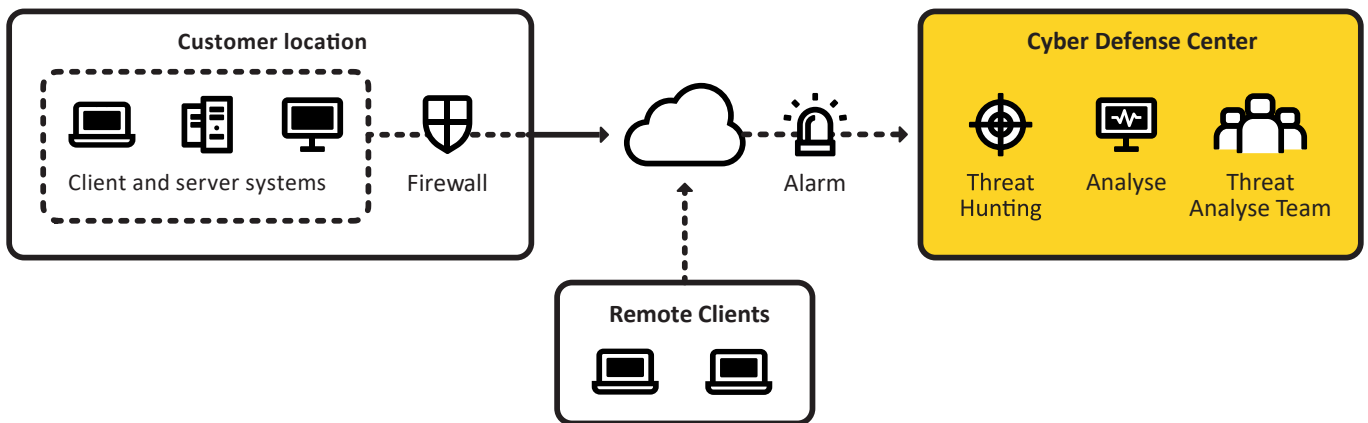 Customer location
Client and server systems
Firewall
Alarm
Cyber Defense Center
Threat
Hunting
Analyse
Threat
Analyse Team
Remote Clients